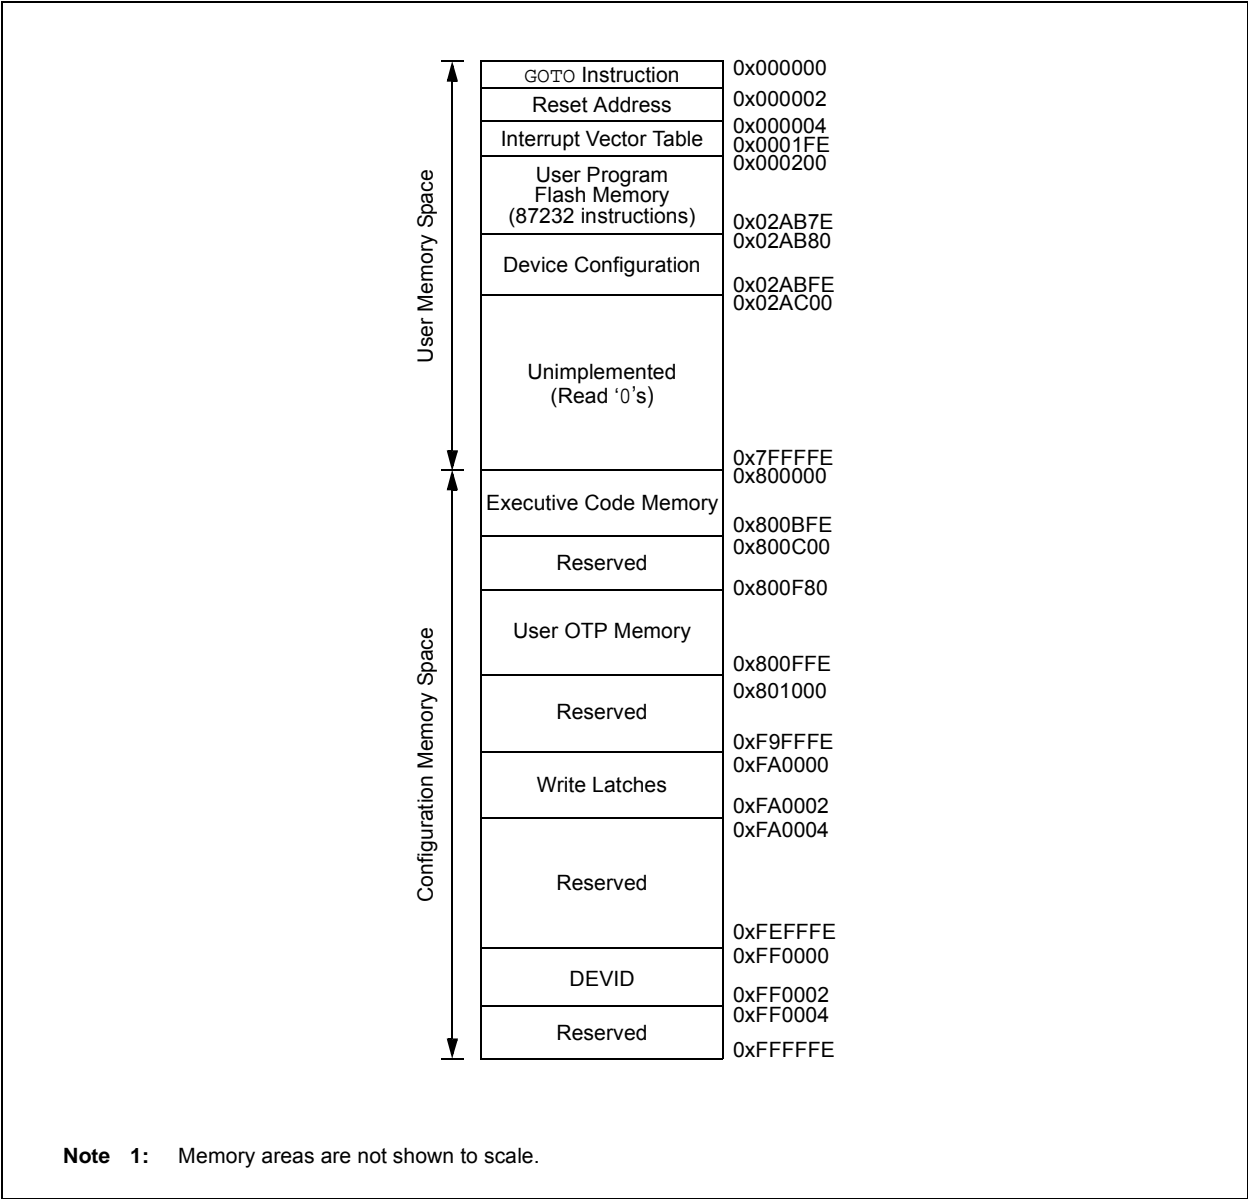 GOTO Instruction
0x000000
Reset Address
0x000002
0x000004
Interrupt Vector Table
0x0001FE
0x000200
User Program
Flash Memory
(87232 instructions)
0x02AB7E
0x02AB80
Device Configuration
0x02ABFE
0x02AC00
Unimplemented
(Read ‘0’s)
0x7FFFFE
User Memory Space
0x800000
Executive Code Memory
0x800BFE
0x800C00
Reserved
0x800F80
User OTP Memory
0x800FFE
0x801000
Reserved
0xF9FFFE
0xFA0000
Write Latches
0xFA0002
0xFA0004
Reserved
0xFEFFFE
0xFF0000
DEVID
0xFF0002
0xFF0004
Reserved
0xFFFFFE
Configuration Memory Space
Note 1: Memory areas are not shown to scale.